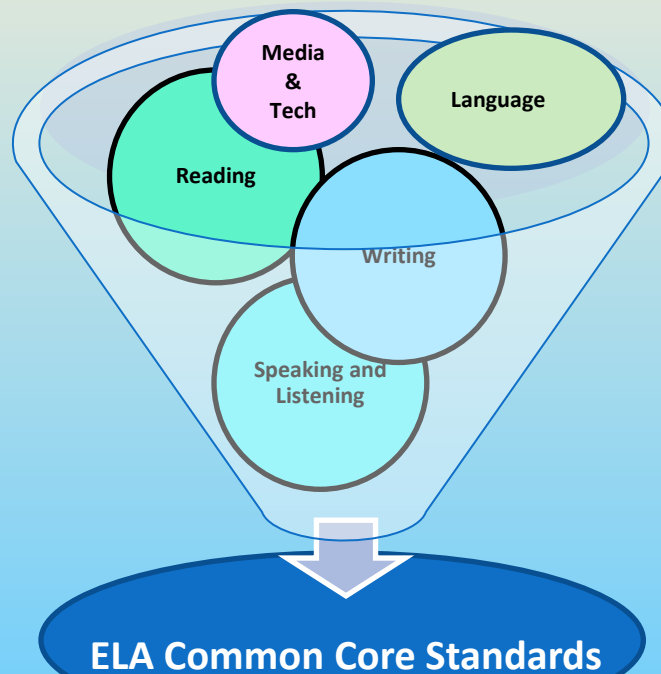 Media
&
Tech
Language
Reading
Writing
Speaking and
Listening
ELA Common Core Standards